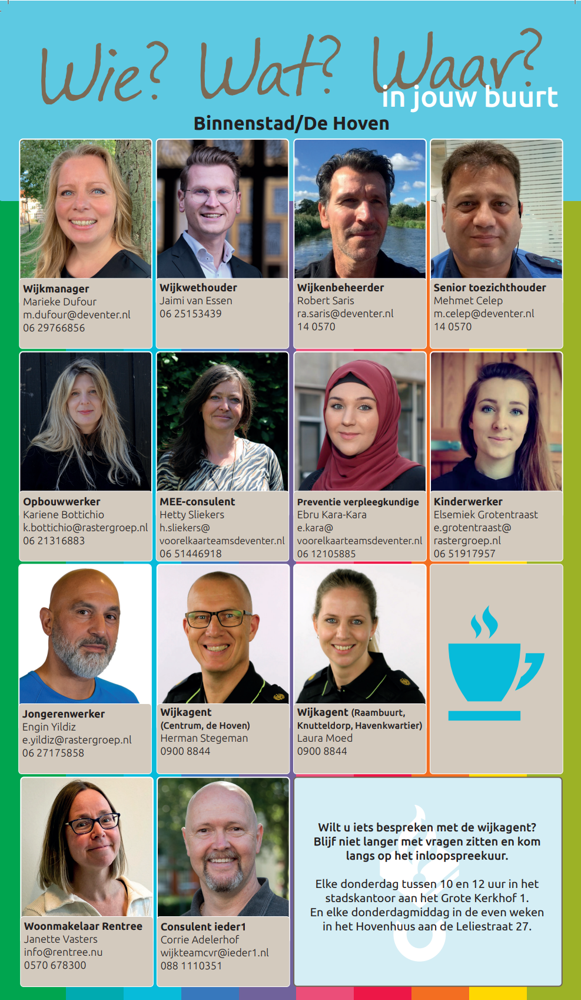 Wie? Wat? Waar?
in jouw buurt
Binnenstad/De Hoven
Wijkmanager
Marieke Dufour
m.dufour@deventer.nl
06 29766856
Wijkwethouder
Jaimi van Essen
06 25153439
Wijkenbeheerder
Robert Saris
ra.saris@deventer.nl
14 0570
Senior toezichthouder
Mehmet Celep
m.celep@deventer.nl
14 0570
Opbouwwerker
Kariene Bottichio
k.bottichio@rastergroep.nl
06 21316883
MEE-consulent
Hetty Sliekers
h.sliekers@
voorelkaarteamsdeventer.nl
06 51446918
Preventie verpleegkundige
Ebru Kara-Kara
e.kara@
voorelkaarteamsdeventer.nl
06 12105885
Kinderwerker
Elsemiek Grotentraast
e.grotentraast@
rastergroep.nl
06 51917957
Jongerenwerker
Engin Yildiz
e.yildiz@rastergroep.nl
06 27175858
Wijkagent
(Centrum, de Hoven)
Herman Stegeman
0900 8844
Wijkagent (Raambuurt,
Knutteldorp, Havenkwartier)
Laura Moed
0900 8844
Woonmakelaar Rentree
Janette Vasters
info@rentree.nu
0570 678300
Consulent ieder1
Corrie Adelerhof
wijkteamcvr@ieder1.nl
088 1110351
Wilt u iets bespreken met de wijkagent?
Blijf niet langer met vragen zitten en kom
langs op het inloopspreekuur.
Elke donderdag tussen 10 en 12 uur in het
stadskantoor aan het Grote Kerkhof 1.
En elke donderdagmiddag in de even weken
in het Hovenhuus aan de Leliestraat 27.